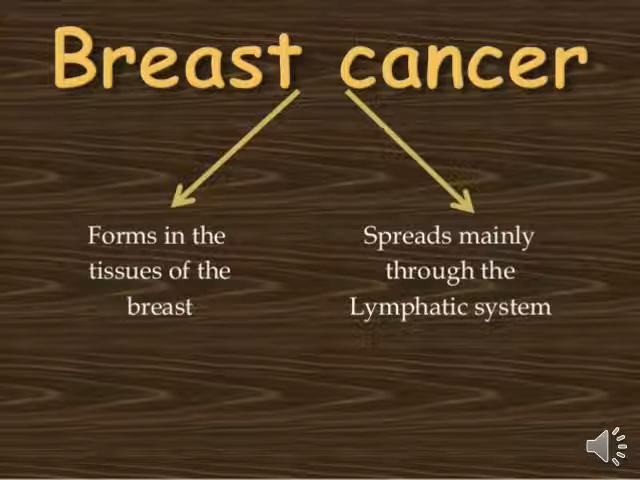 Breast cancer
Forms in the
tissues of the
breast
Spreads mainly
through the
Lymphatic system